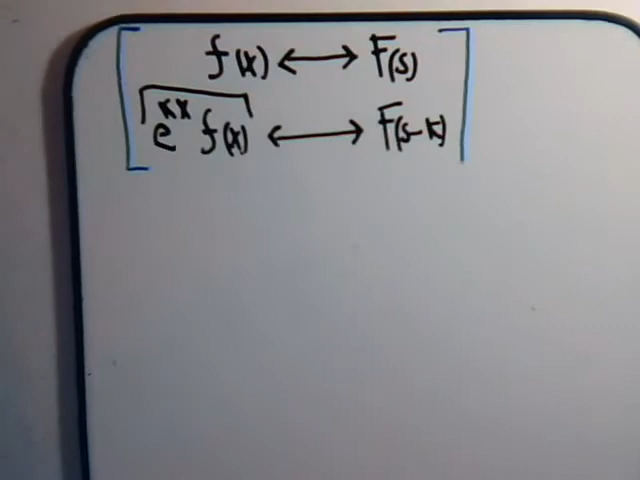 f(x) ⟷ F(s)
e^{kx} f(x) ⟷ F(s-k)